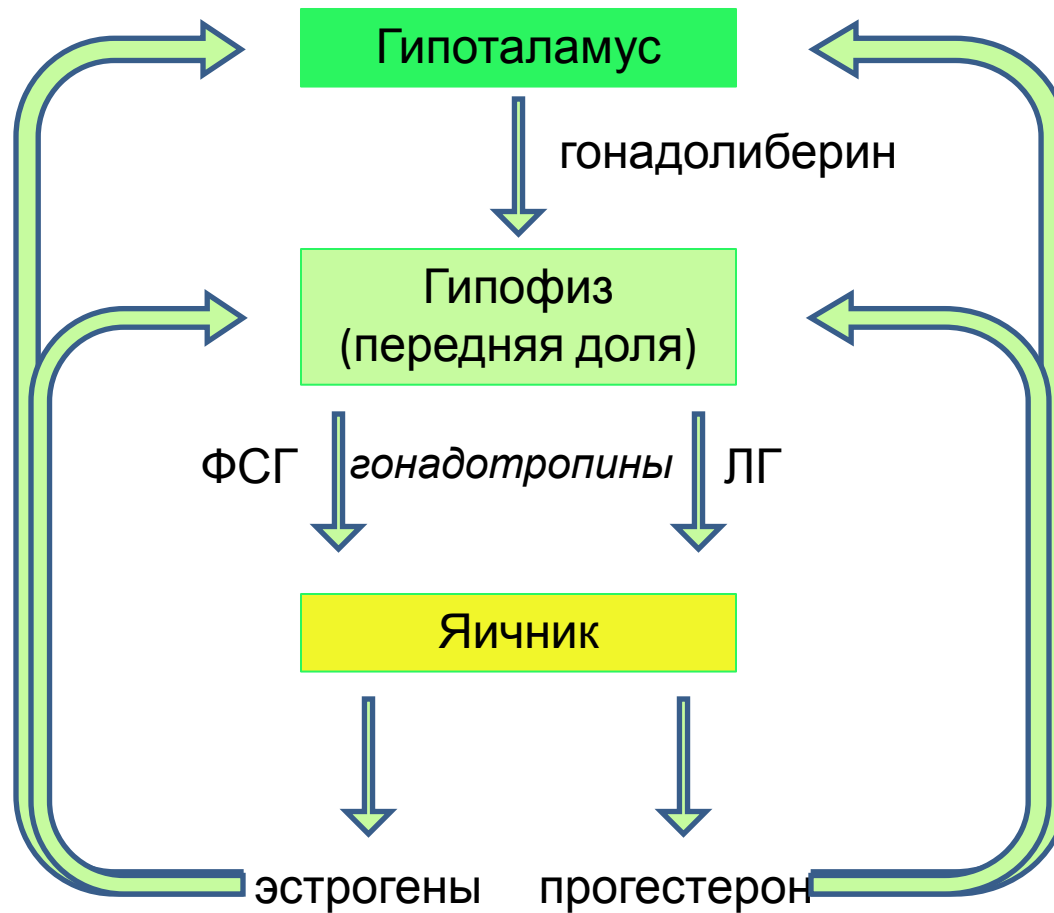 Гипоталамус
гонадолиберин
Гипофиз
(передняя доля)
ФСГ гонадотропины ЛГ
Яичник
эстрогены прогестерон